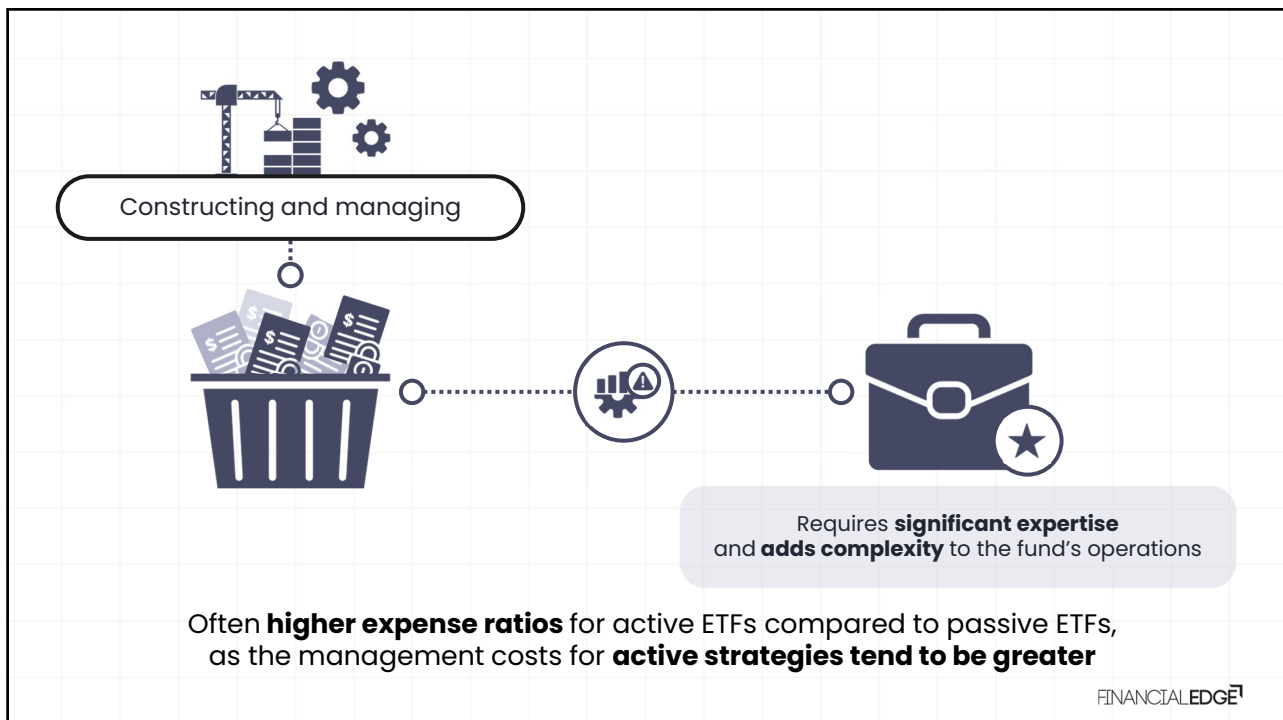 Constructing and managing
Requires significant expertise
and adds complexity to the fund's operations
Often higher expense ratios for active ETFs compared to passive ETFs,
as the management costs for active strategies tend to be greater
FINANCIALEDGE